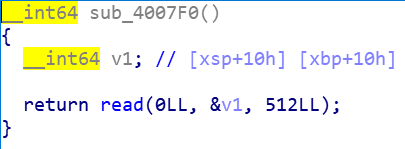 __int64 sub_4007F0()
{
__int64 v1; // [xsp+10h] [xbp+10h]
return read(0LL, &v1, 512LL);
}